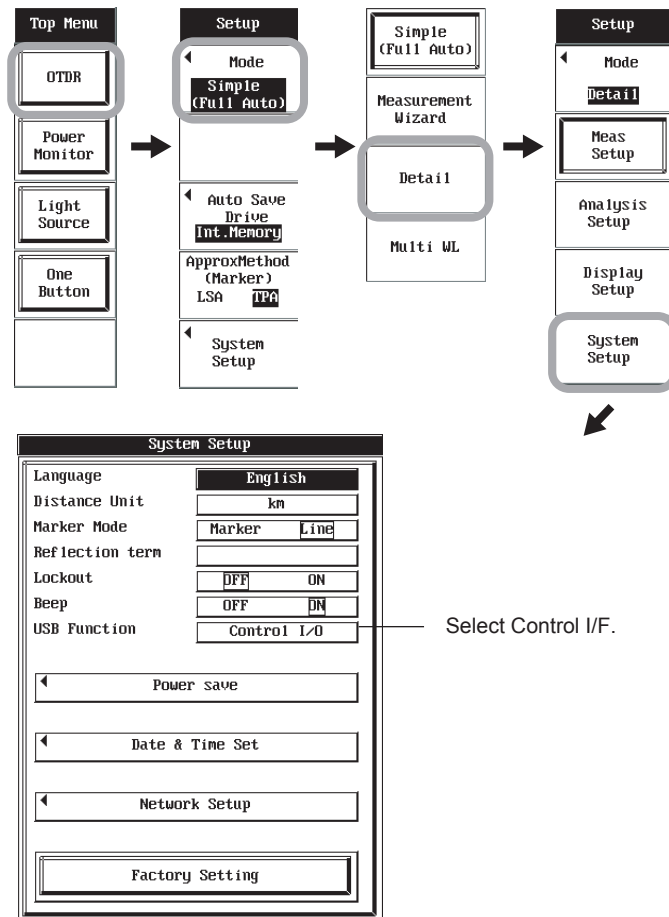 Top Menu
OTDR
Power
Monitor
Light
Source
One
Button
Setup
Mode
Simple
(Full Auto)
Auto Save
Drive
Int.Memory
ApproxMethod
(Marker)
LSA TPA
System
Setup
Simple
(Full Auto)
Measurement
Wizard
Detail
Multi WL
Setup
Mode
Detail
Meas
Setup
Analysis
Setup
Display
Setup
System
Setup
System Setup
Language English
Distance Unit km
Marker Mode Marker Line
Reflection term
Lockout OFF ON
Beep OFF ON
USB Function Control I/O
Select Control I/F.
Power save
Date & Time Set
Network Setup
Factory Setting